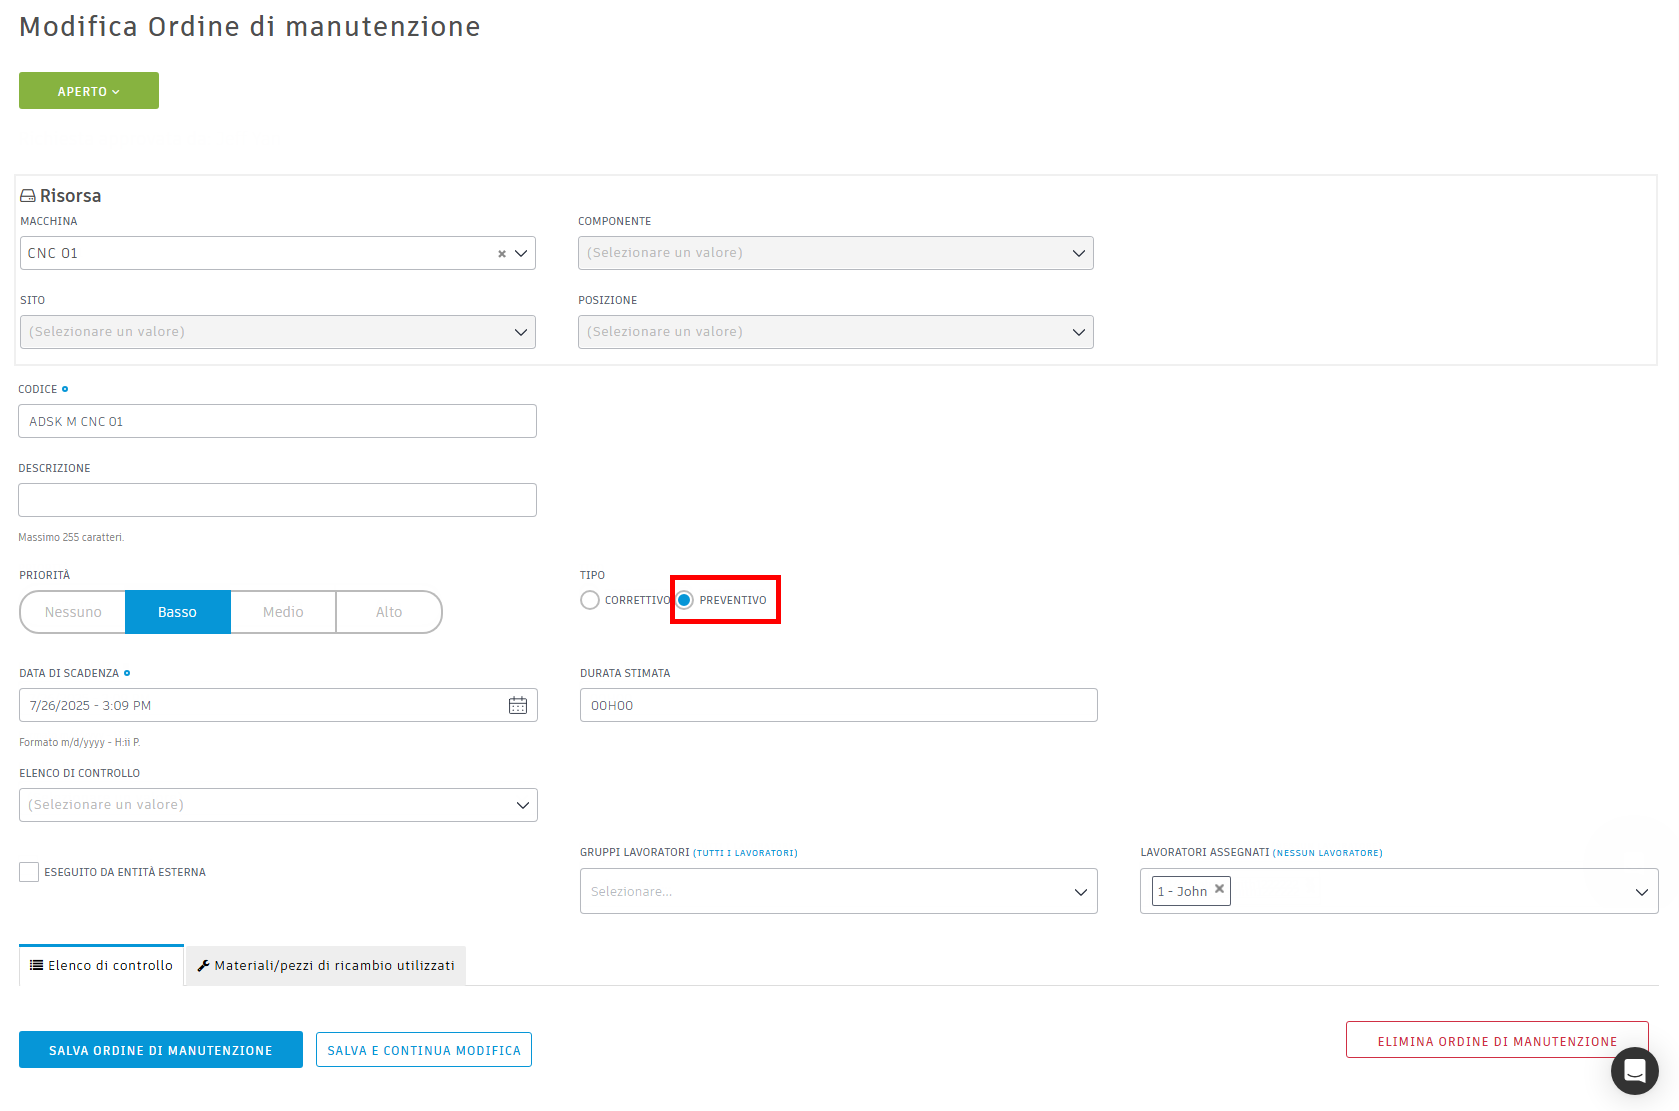 Modifica Ordine di manutenzione
APERTO
Risorsa
MACCHINA
COMPONENTE
CNC 01
(Selezionare un valore)
SITO
POSIZIONE
(Selezionare un valore)
(Selezionare un valore)
CODICE
ADSK M CNC 01
DESCRIZIONE
Massimo 255 caratteri.
PRIORITÀ
TIPO
Nessuno
Basso
Medio
Alto
CORRETTIVO
PREVENTIVO
DATA DI SCADENZA
DURATA STIMATA
7/26/2025 - 3:09 PM
00H00
Formato m/d/yyyy - H:ii P.
ELENCO DI CONTROLLO
(Selezionare un valore)
GRUPPI LAVORATORI (TUTTI I LAVORATORI)
LAVORATORI ASSEGNATI (NESSUN LAVORATORE)
ESEGUITO DA ENTITÀ ESTERNA
Selezionare...
1 - John
Elenco di controllo
Materiali/pezzi di ricambio utilizzati
SALVA ORDINE DI MANUTENZIONE
SALVA E CONTINUA MODIFICA
ELIMINA ORDINE DI MANUTENZIONE